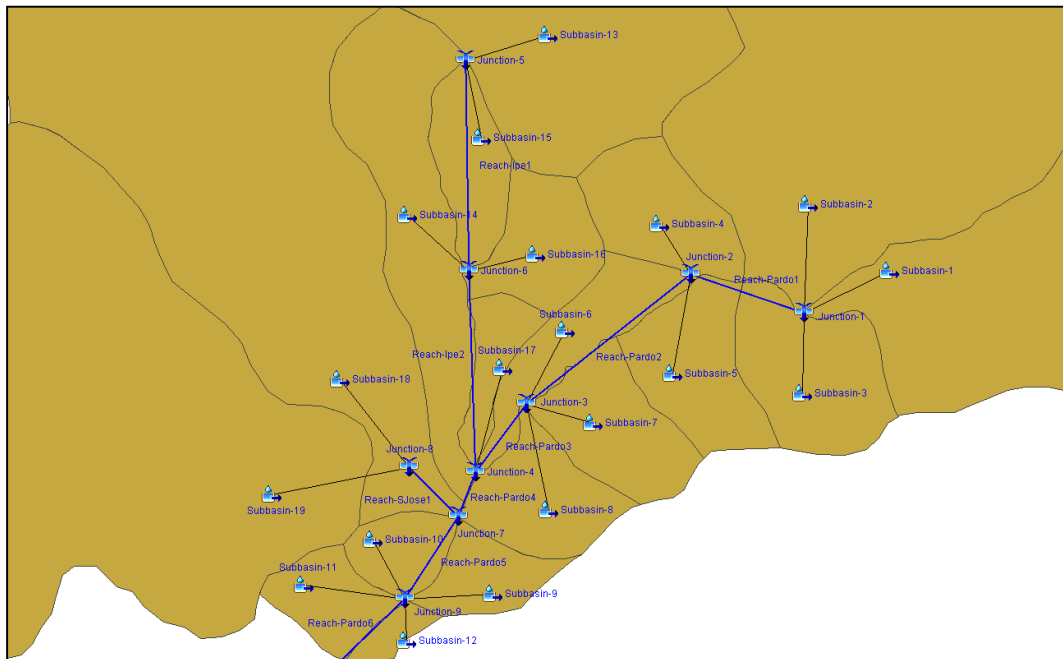 Subbasin-13
Junction-5
Subbasin-15
Reach-Ipe1
Subbasin-2
Subbasin-14
Subbasin-4
Subbasin-16
Junction-2
Junction-6
Subbasin-1
Reach-Pardo1
Subbasin-6
Junction-1
Subbasin-17
Reach-Ipe2
Reach-Pardo2
Subbasin-18
Subbasin-5
Subbasin-3
Junction-3
Subbasin-7
Reach-Pardo3
Junction-8
Junction-4
Reach-SJose1
Reach-Pardo4
Subbasin-19
Subbasin-8
Junction-7
Subbasin-10
Reach-Pardo5
Subbasin-11
Subbasin-9
Junction-9
Reach-Pardo6
Subbasin-12